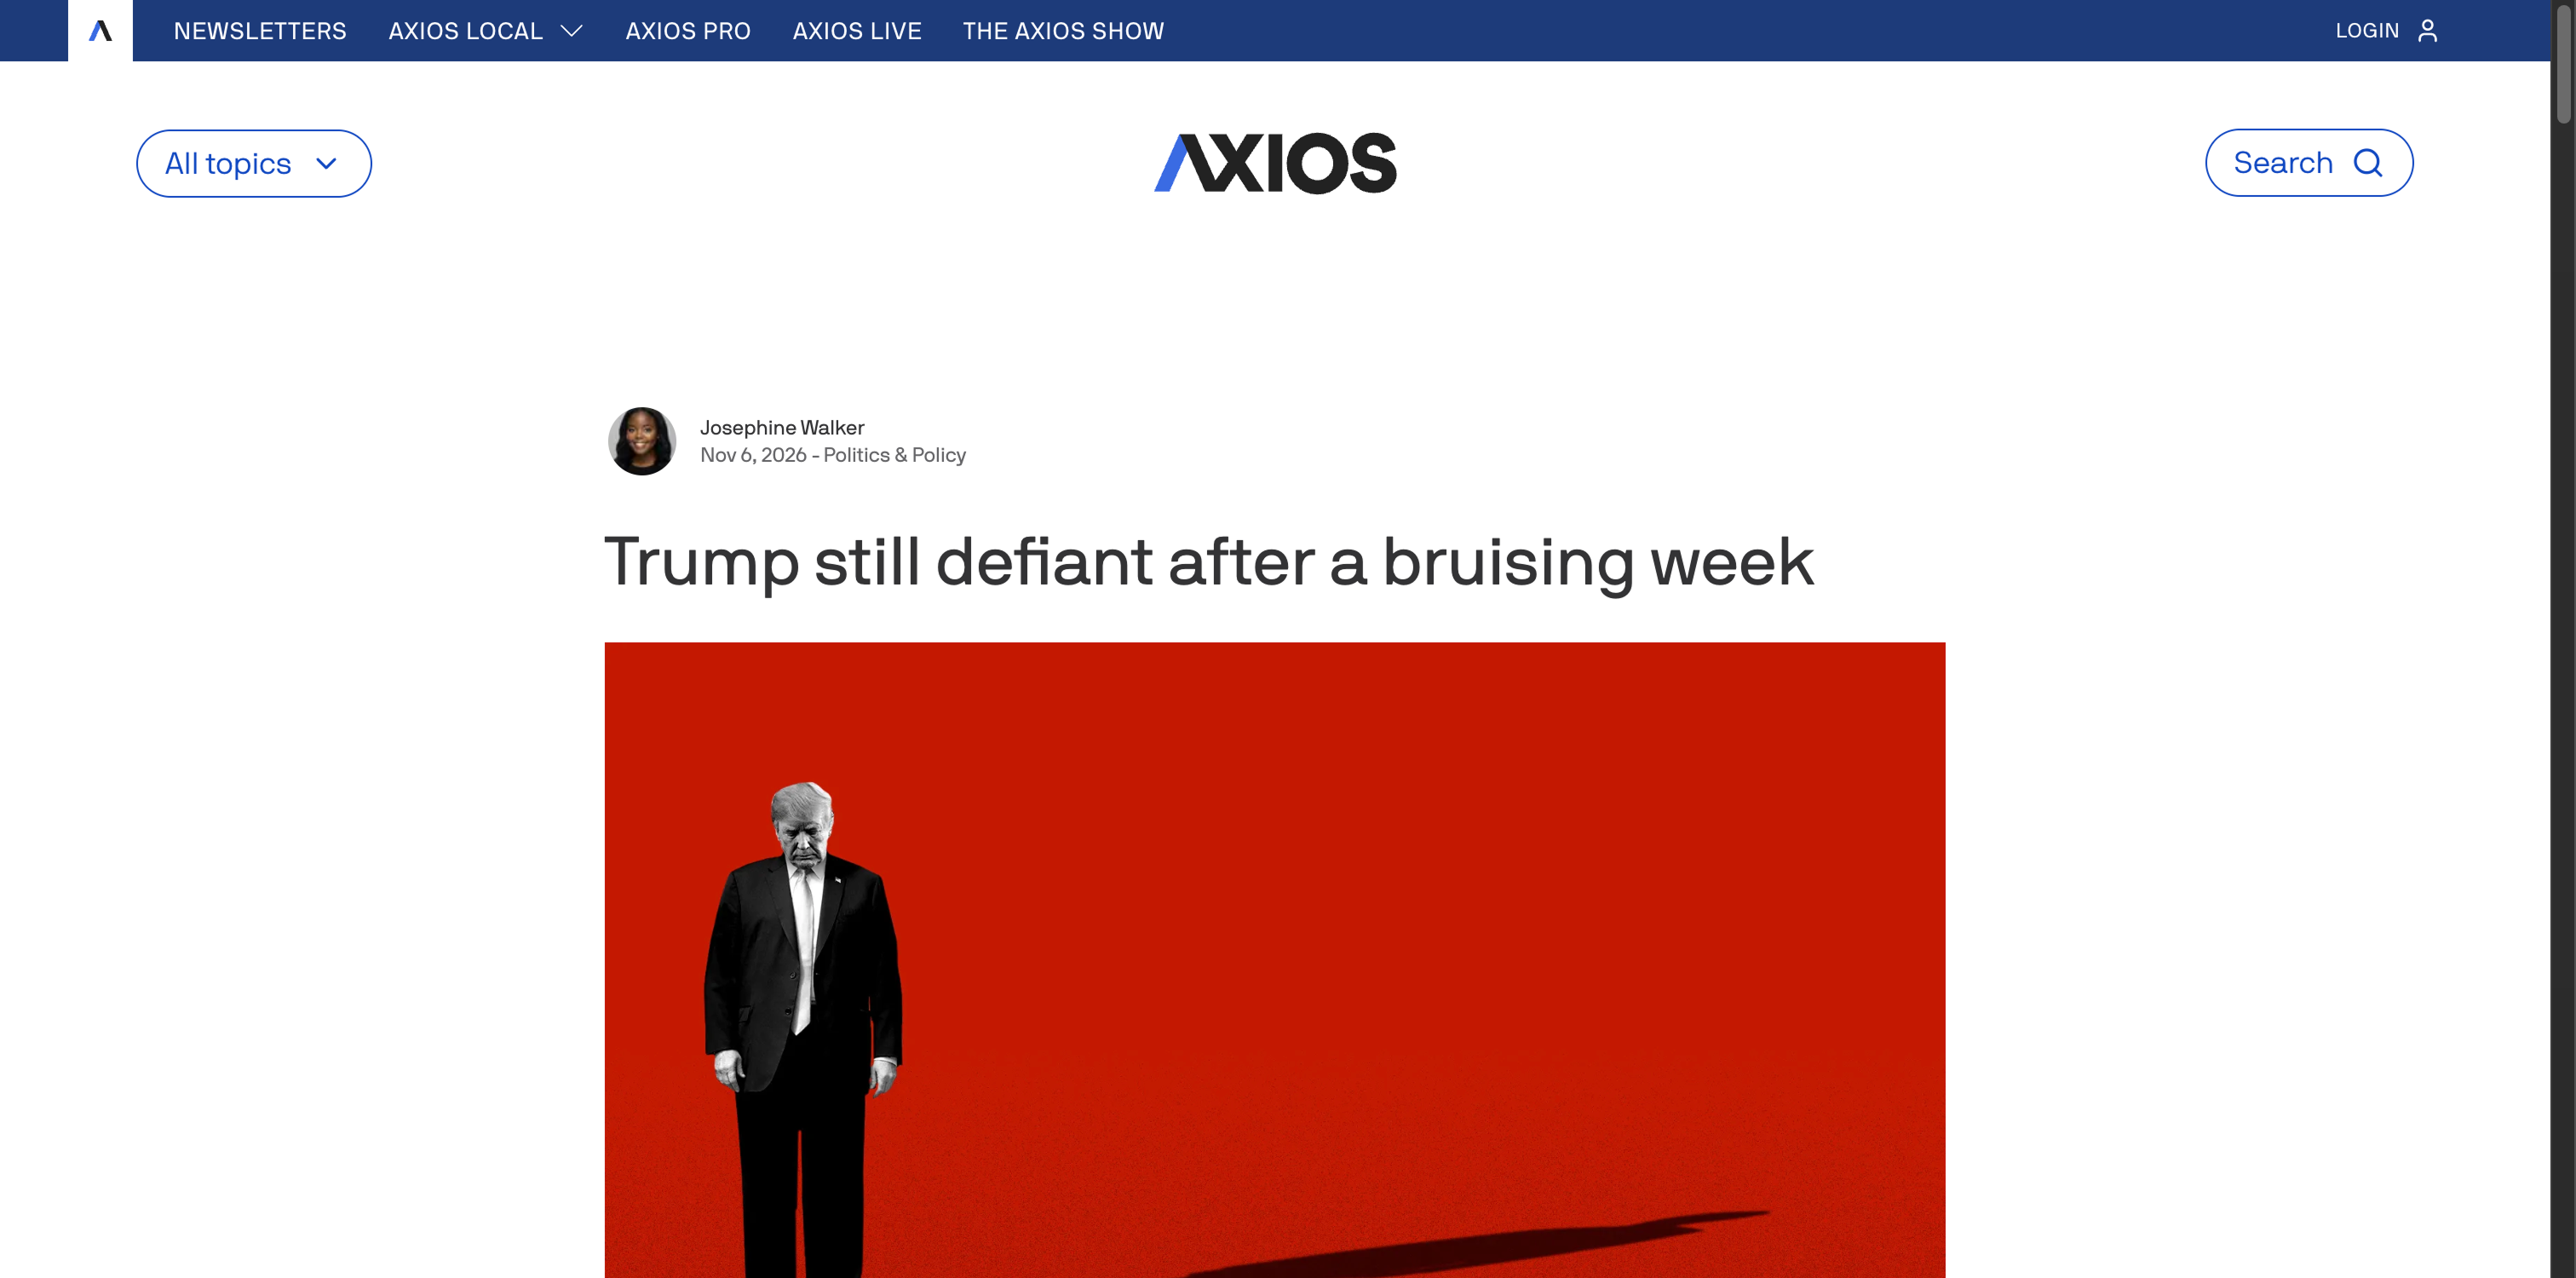 NEWSLETTERS AXIOS LOCAL AXIOS PRO AXIOS LIVE THE AXIOS SHOW LOGIN
All topics AXIOS Search
Josephine Walker
Nov 6, 2026 - Politics & Policy
Trump still defiant after a bruising week